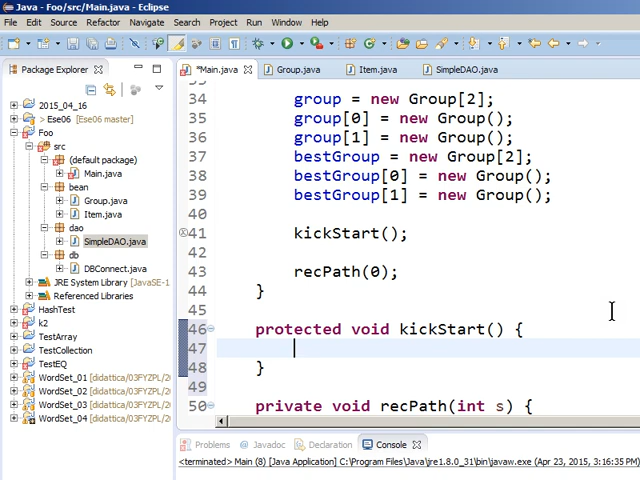 Java - Foo/src/Main.java - Eclipse
File Edit Source Refactor Navigate Search Project Run Window Help
Package Explorer
*Main.java Group.java Item.java SimpleDAO.java
2015_04_16
> Ese06 [Ese06 master]
Foo
src
(default package)
Main.java
bean
Group.java
Item.java
dao
SimpleDAO.java
db
DBConnect.java
JRE System Library [JavaSE-1
Referenced Libraries
HashTest
k2
TestArray
TestCollection
TestEQ
WordSet_01 [didattica/03FYZPL/20
WordSet_02 [didattica/03FYZPL/20
WordSet_03 [didattica/03FYZPL/20
WordSet_04 [didattica/03FYZPL/20
34 group = new Group[2];
35 group[0] = new Group();
36 group[1] = new Group();
37 bestGroup = new Group[2];
38 bestGroup[0] = new Group();
39 bestGroup[1] = new Group();
40
41 kickStart();
42
43 recPath(0);
44 }
45
46 protected void kickStart() {
47
48 }
49
50 private void recPath(int s) {
Problems @ Javadoc Declaration Console
<terminated> Main (8) [Java Application] C:\Program Files\Java\jre1.8.0_31\bin\javaw.exe (Apr 23, 2015, 3:16:35 PM)